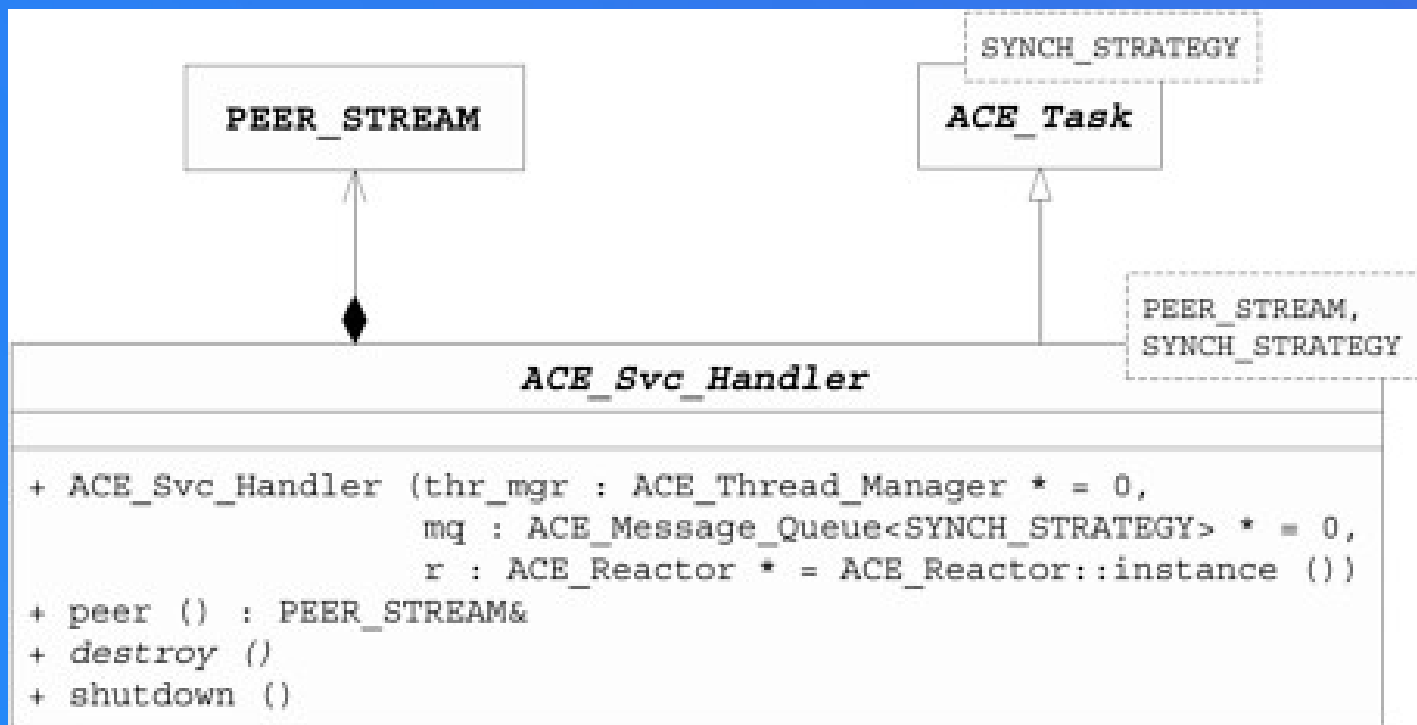 SYNCH_STRATEGY
PEER_STREAM
ACE_Task
PEER_STREAM,
SYNCH_STRATEGY
ACE_Svc_Handler
+ ACE_Svc_Handler (thr_mgr : ACE_Thread_Manager * = 0,
mq : ACE_Message_Queue<SYNCH_STRATEGY> * = 0,
r : ACE_Reactor * = ACE_Reactor::instance ())
+ peer () : PEER_STREAM&
+ destroy ()
+ shutdown ()